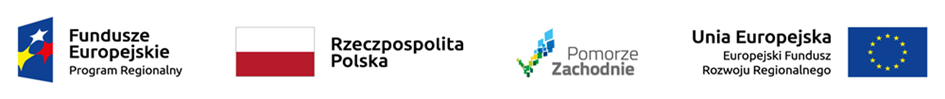 Fundusze
Europejskie
Program Regionalny
Rzeczpospolita
Polska
Pomorze
Zachodnie
Unia Europejska
Europejski Fundusz
Rozwoju Regionalnego